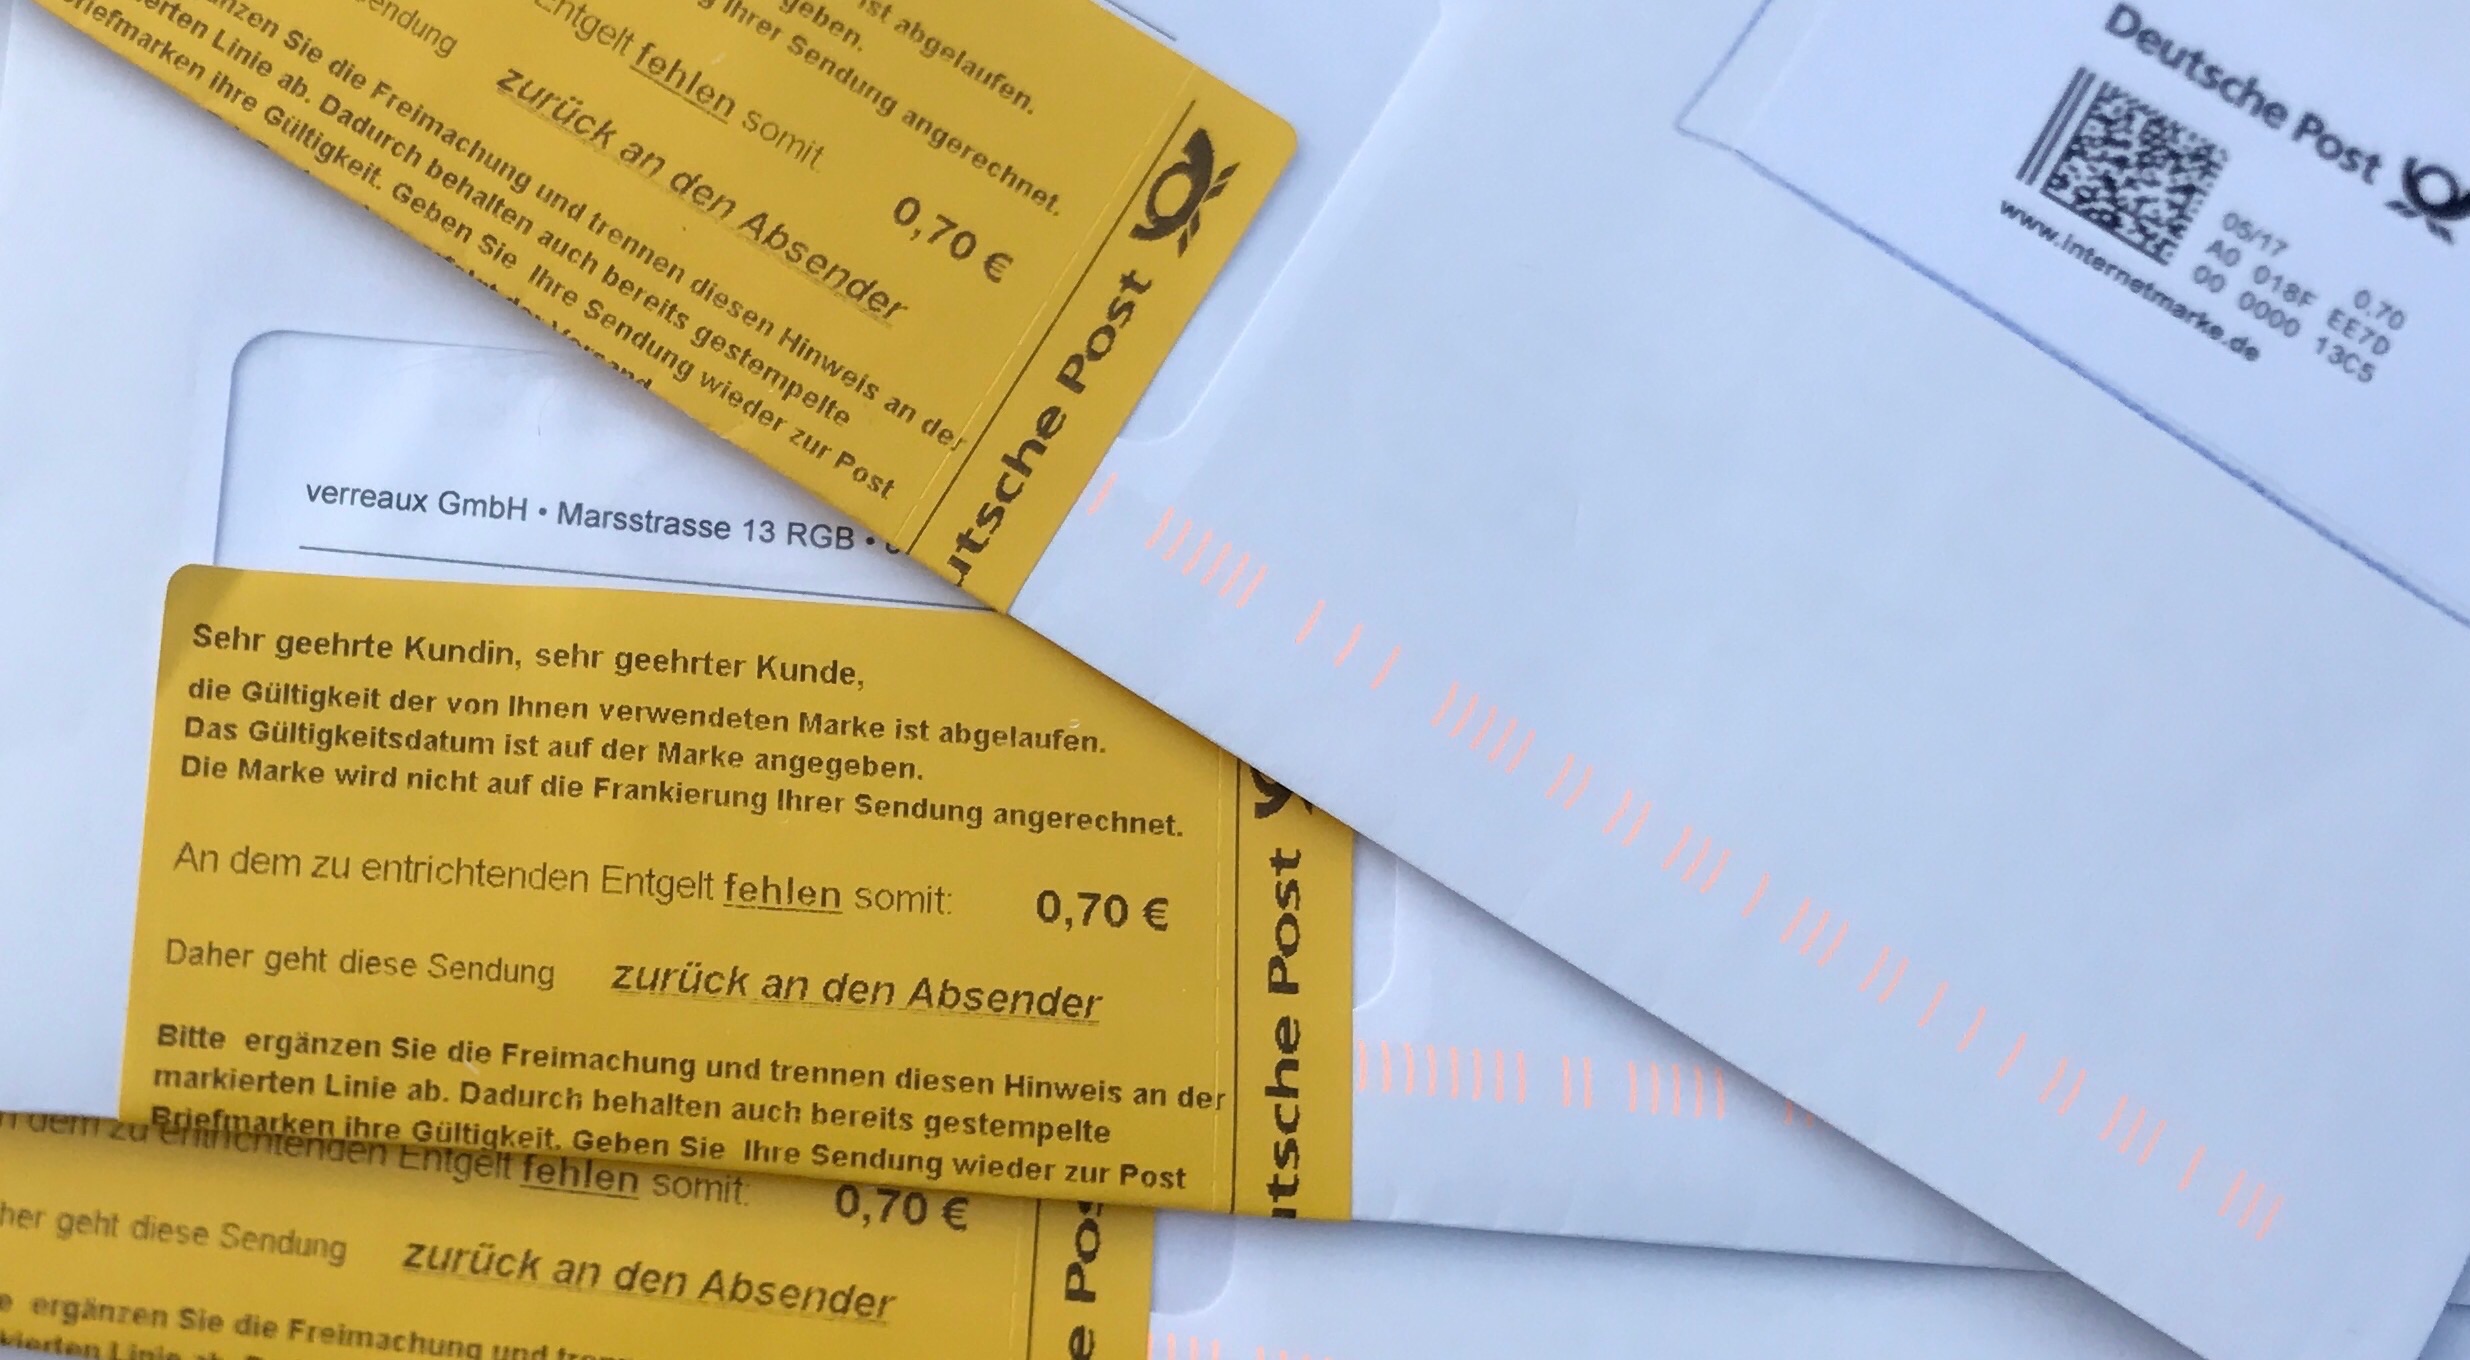 ist abgelaufen.
geben.
Ihrer Sendung angerechnet.
Entgelt fehlen somit:
0,70 €
zurück an den Absender
Sie die Freimachung und trennen diesen Hinweis an der
Linie ab. Dadurch behalten auch bereits gestempelte
ihre Gültigkeit. Geben Sie Ihre Sendung wieder zur Post
Deutsche Post
Deutsche Post
05/17 0,70
A0 018F EE7D
00 0000 13C5
www.internetmarke.de
verreaux GmbH • Marsstrasse 13 RGB •
Sehr geehrte Kundin, sehr geehrter Kunde,
die Gültigkeit der von Ihnen verwendeten Marke ist abgelaufen.
Das Gültigkeitsdatum ist auf der Marke angegeben.
Die Marke wird nicht auf die Frankierung Ihrer Sendung angerechnet.
An dem zu entrichtenden Entgelt fehlen somit: 0,70 €
Daher geht diese Sendung zurück an den Absender
Bitte ergänzen Sie die Freimachung und trennen diesen Hinweis an der
markierten Linie ab. Dadurch behalten auch bereits gestempelte
Briefmarken ihre Gültigkeit. Geben Sie Ihre Sendung wieder zur Post
Deutsche Post
dem zu entrichtenden Entgelt fehlen somit: 0,70 €
geht diese Sendung zurück an den Absender
ergänzen Sie die Freimachung und
Linie